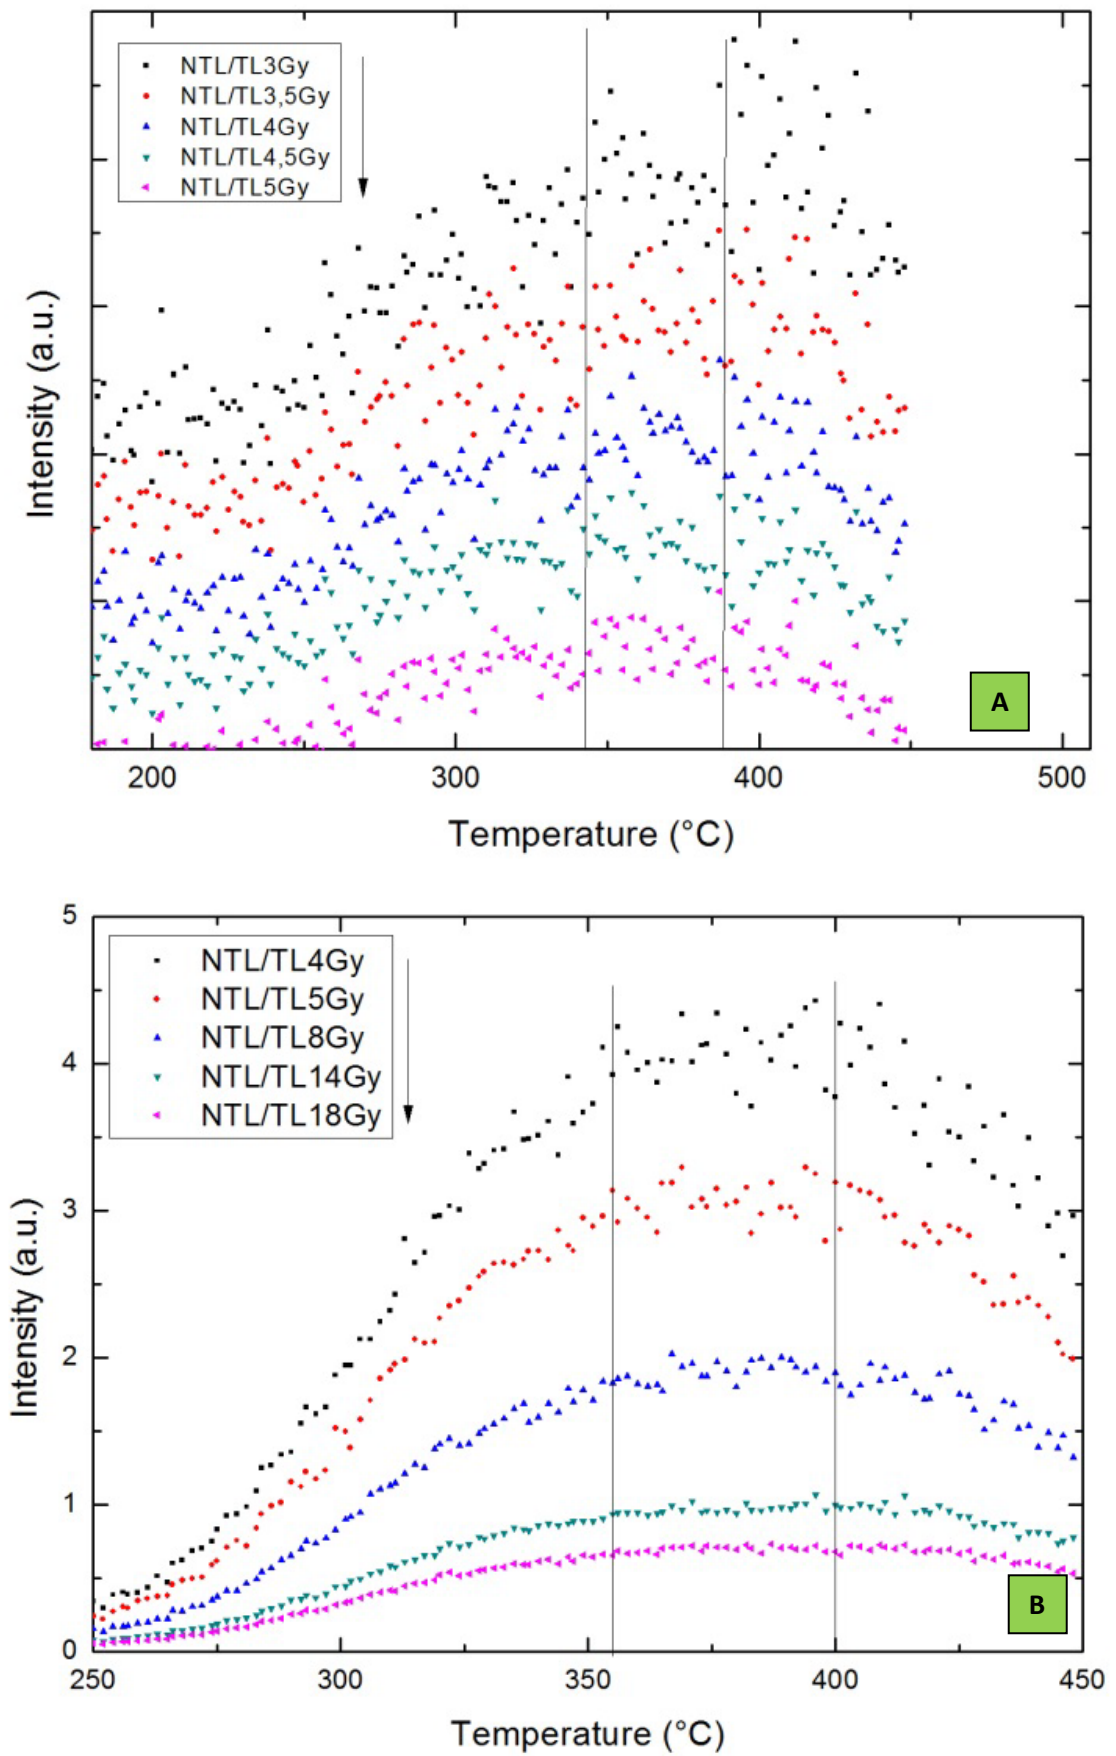 NTL/TL3Gy
NTL/TL3,5Gy
NTL/TL4Gy
NTL/TL4,5Gy
NTL/TL5Gy
Intensity (a.u.)
A
200 300 400 500
Temperature (°C)
5
4
3
2
1
0
NTL/TL4Gy
NTL/TL5Gy
NTL/TL8Gy
NTL/TL14Gy
NTL/TL18Gy
Intensity (a.u.)
B
250 300 350 400 450
Temperature (°C)